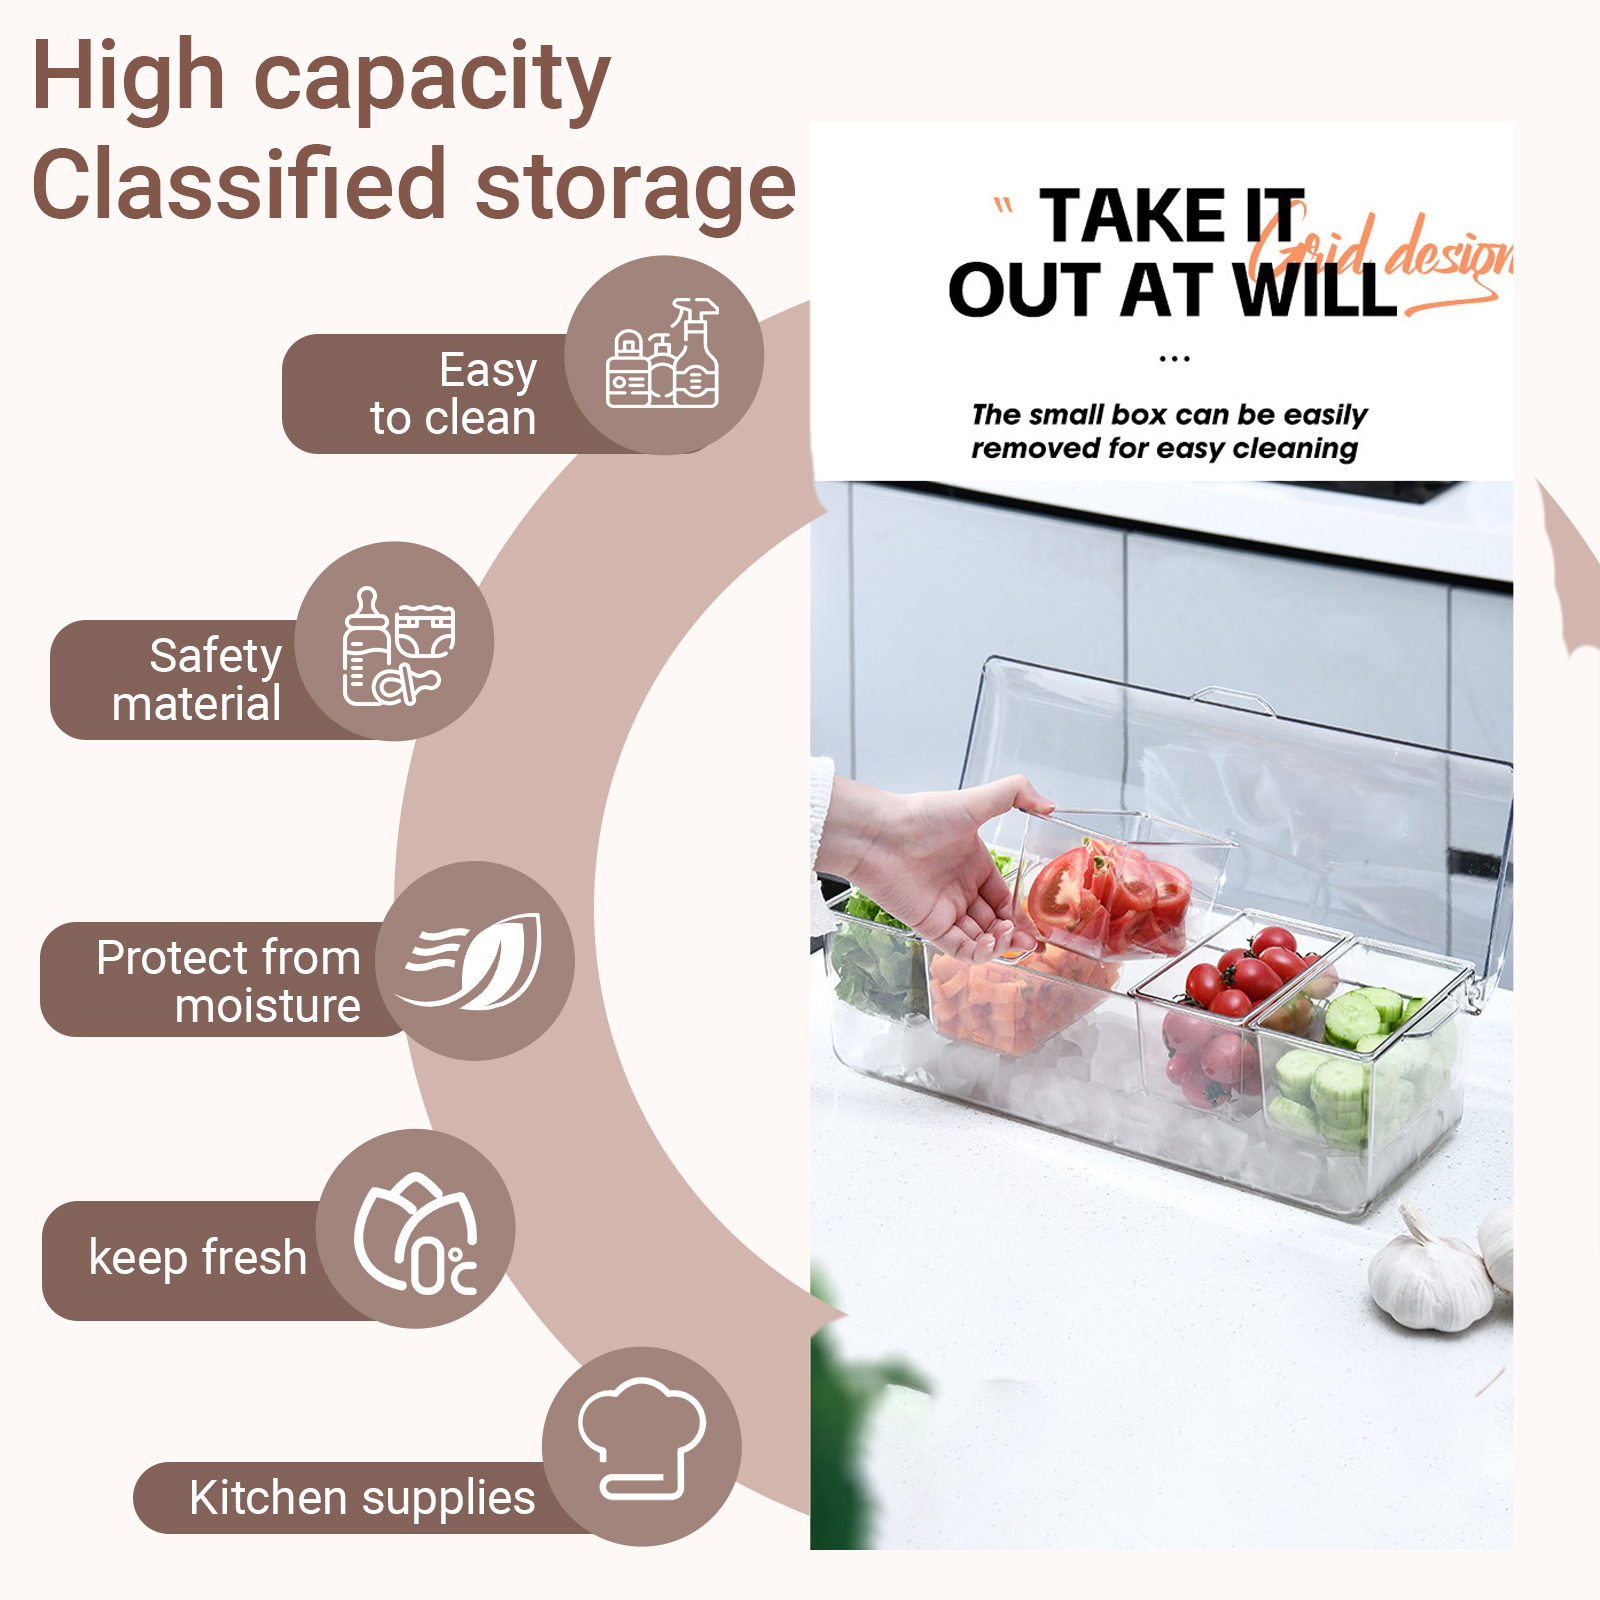 High capacity
Classified storage
Easy
to clean
Safety
material
Protect from
moisture
keep fresh
0°c
Kitchen supplies
" TAKE IT
Grid design
OUT AT WILL
...
The small box can be easily
removed for easy cleaning